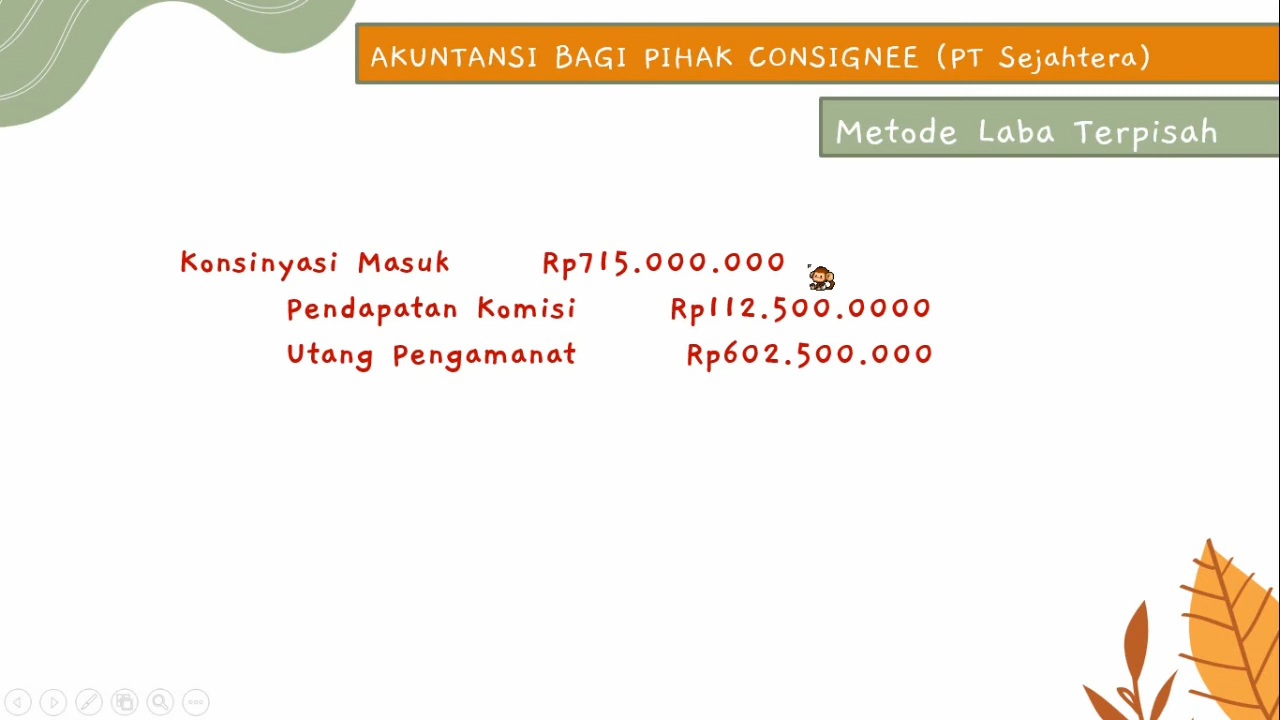 AKUNTANSI BAGI PIHAK CONSIGNEE (PT Sejahtera)
Metode Laba Terpisah
Konsinyasi Masuk Rp715.000.000
Pendapatan Komisi Rp112.500.0000
Utang Pengamanat Rp602.500.000